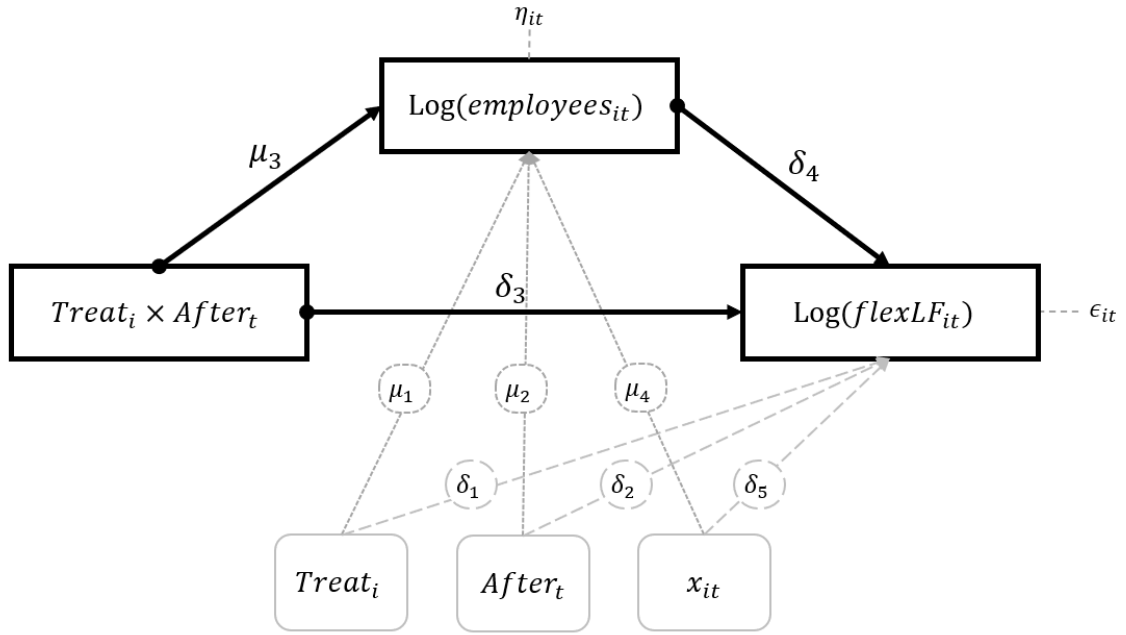 η_it
Log(employees_it)
μ_3
δ_4
Treat_i × After_t
δ_3
Log(flexLF_it)
ϵ_it
μ_1
μ_2
μ_4
δ_1
δ_2
δ_5
Treat_i
After_t
x_it